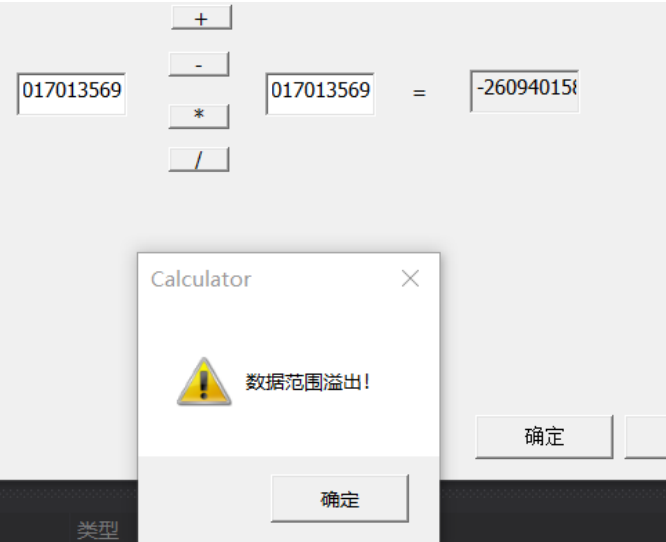 +
-
017013569
017013569
=
-260940158
*
/
Calculator
数据范围溢出！
确定
确定
类型